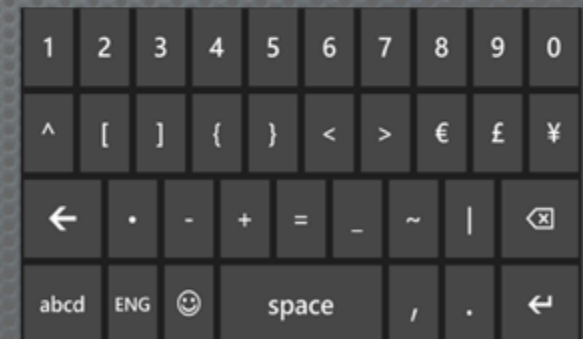 1 2 3 4 5 6 7 8 9 0
^ [ ] { } < > € £ ¥
← • - + = _ ~ | ⌫
abcd ENG ☺ space , . ↵